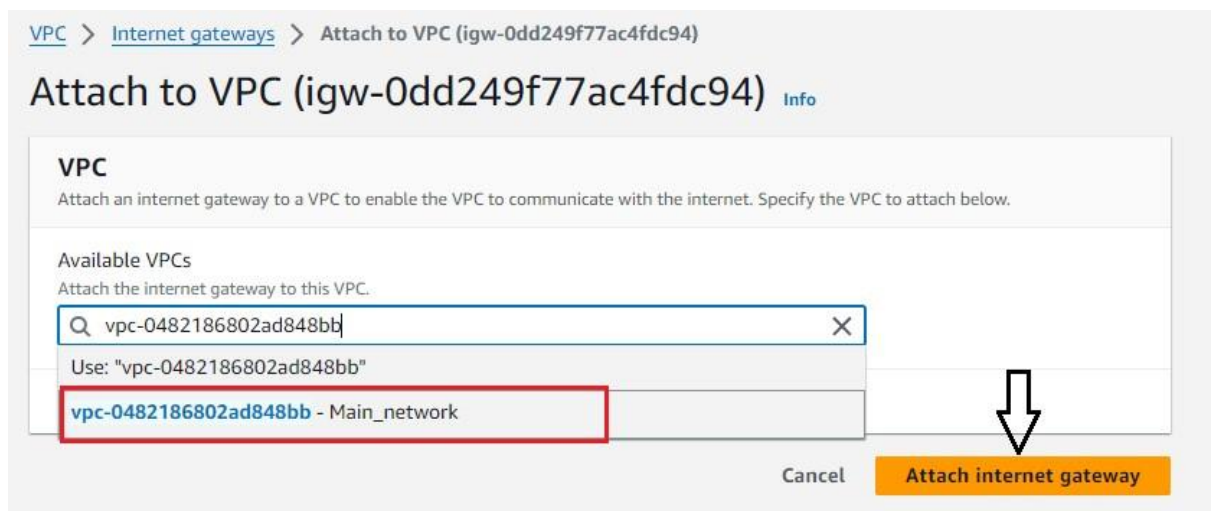 VPC > Internet gateways > Attach to VPC (igw-0dd249f77ac4fdc94)
Attach to VPC (igw-0dd249f77ac4fdc94) Info
VPC
Attach an internet gateway to a VPC to enable the VPC to communicate with the internet. Specify the VPC to attach below.
Available VPCs
Attach the internet gateway to this VPC.
vpc-0482186802ad848bb
Use: "vpc-0482186802ad848bb"
vpc-0482186802ad848bb - Main_network
Cancel Attach internet gateway